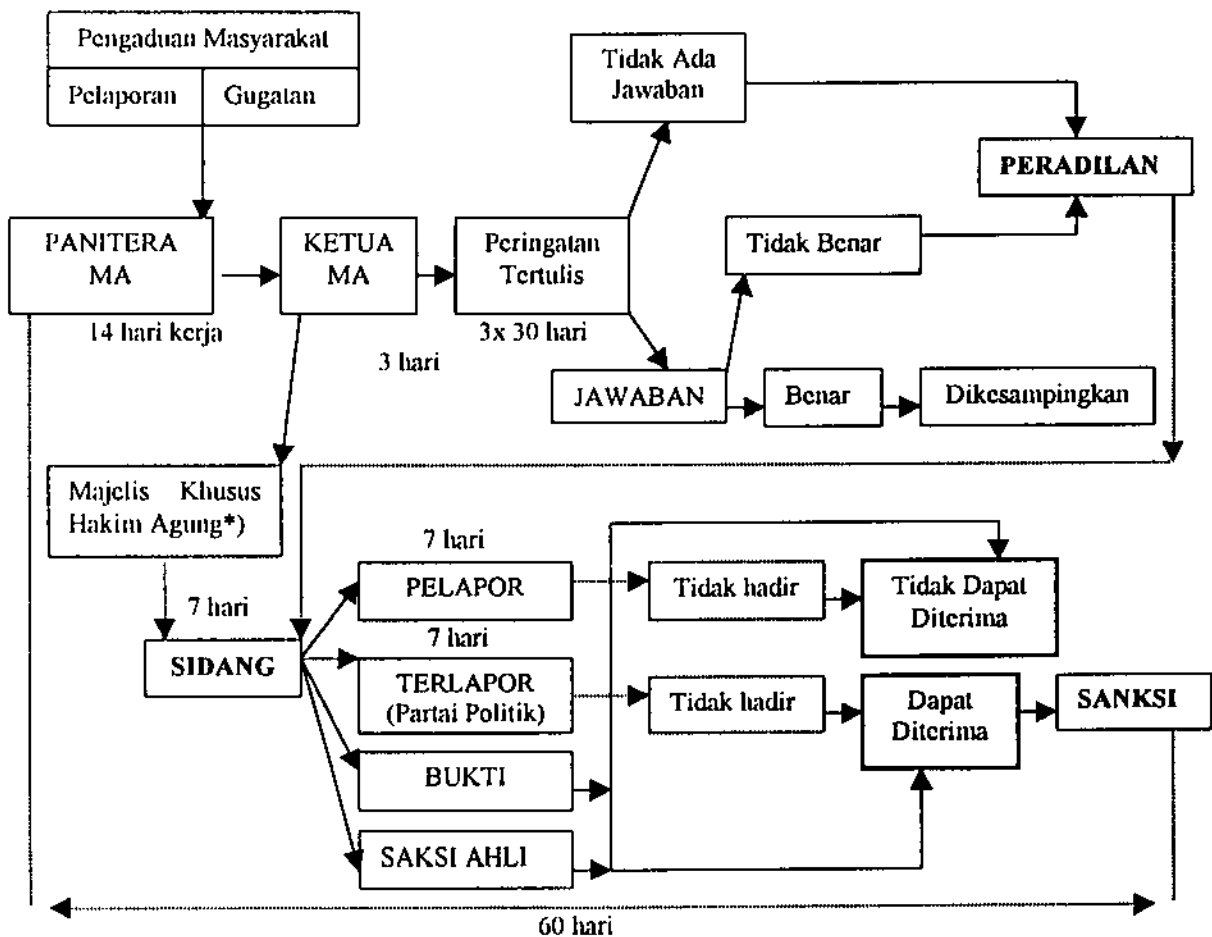 Pengaduan Masyarakat
Pelaporan
Gugatan
Tidak Ada
Jawaban
PERADILAN
PANITERA
MA
KETUA
MA
Peringatan
Tertulis
Tidak Benar
14 hari kerja
3 hari
3x 30 hari
JAWABAN
Benar
Dikesampingkan
Majelis Khusus
Hakim Agung*)
7 hari
7 hari
PELAPOR
Tidak hadir
Tidak Dapat
Diterima
SIDANG
7 hari
TERLAPOR
(Partai Politik)
Tidak hadir
Dapat
Diterima
SANKSI
BUKTI
SAKSI AHLI
60 hari